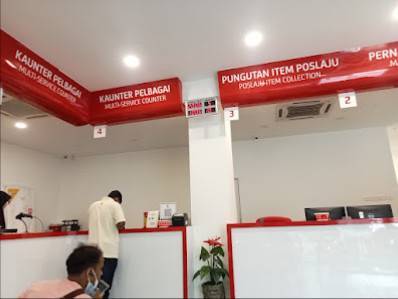 KAUNTER PELBAGAI
MULTI-SERVICE COUNTER
KAUNTER PELBAGAI
MULTI-SERVICE COUNTER
4
PUNGUTAN ITEM POSLAJU
POSLAJU ITEM COLLECTION
3
2
PERN
M